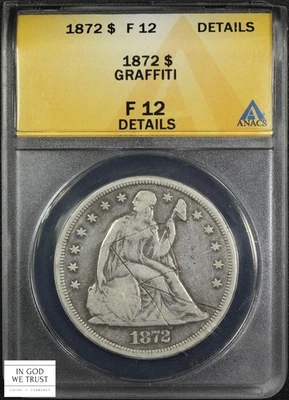 1872 $ F 12 DETAILS
1872 $
GRAFFITI
F 12
DETAILS
ANACS
1872
IN GOD
WE TRUST